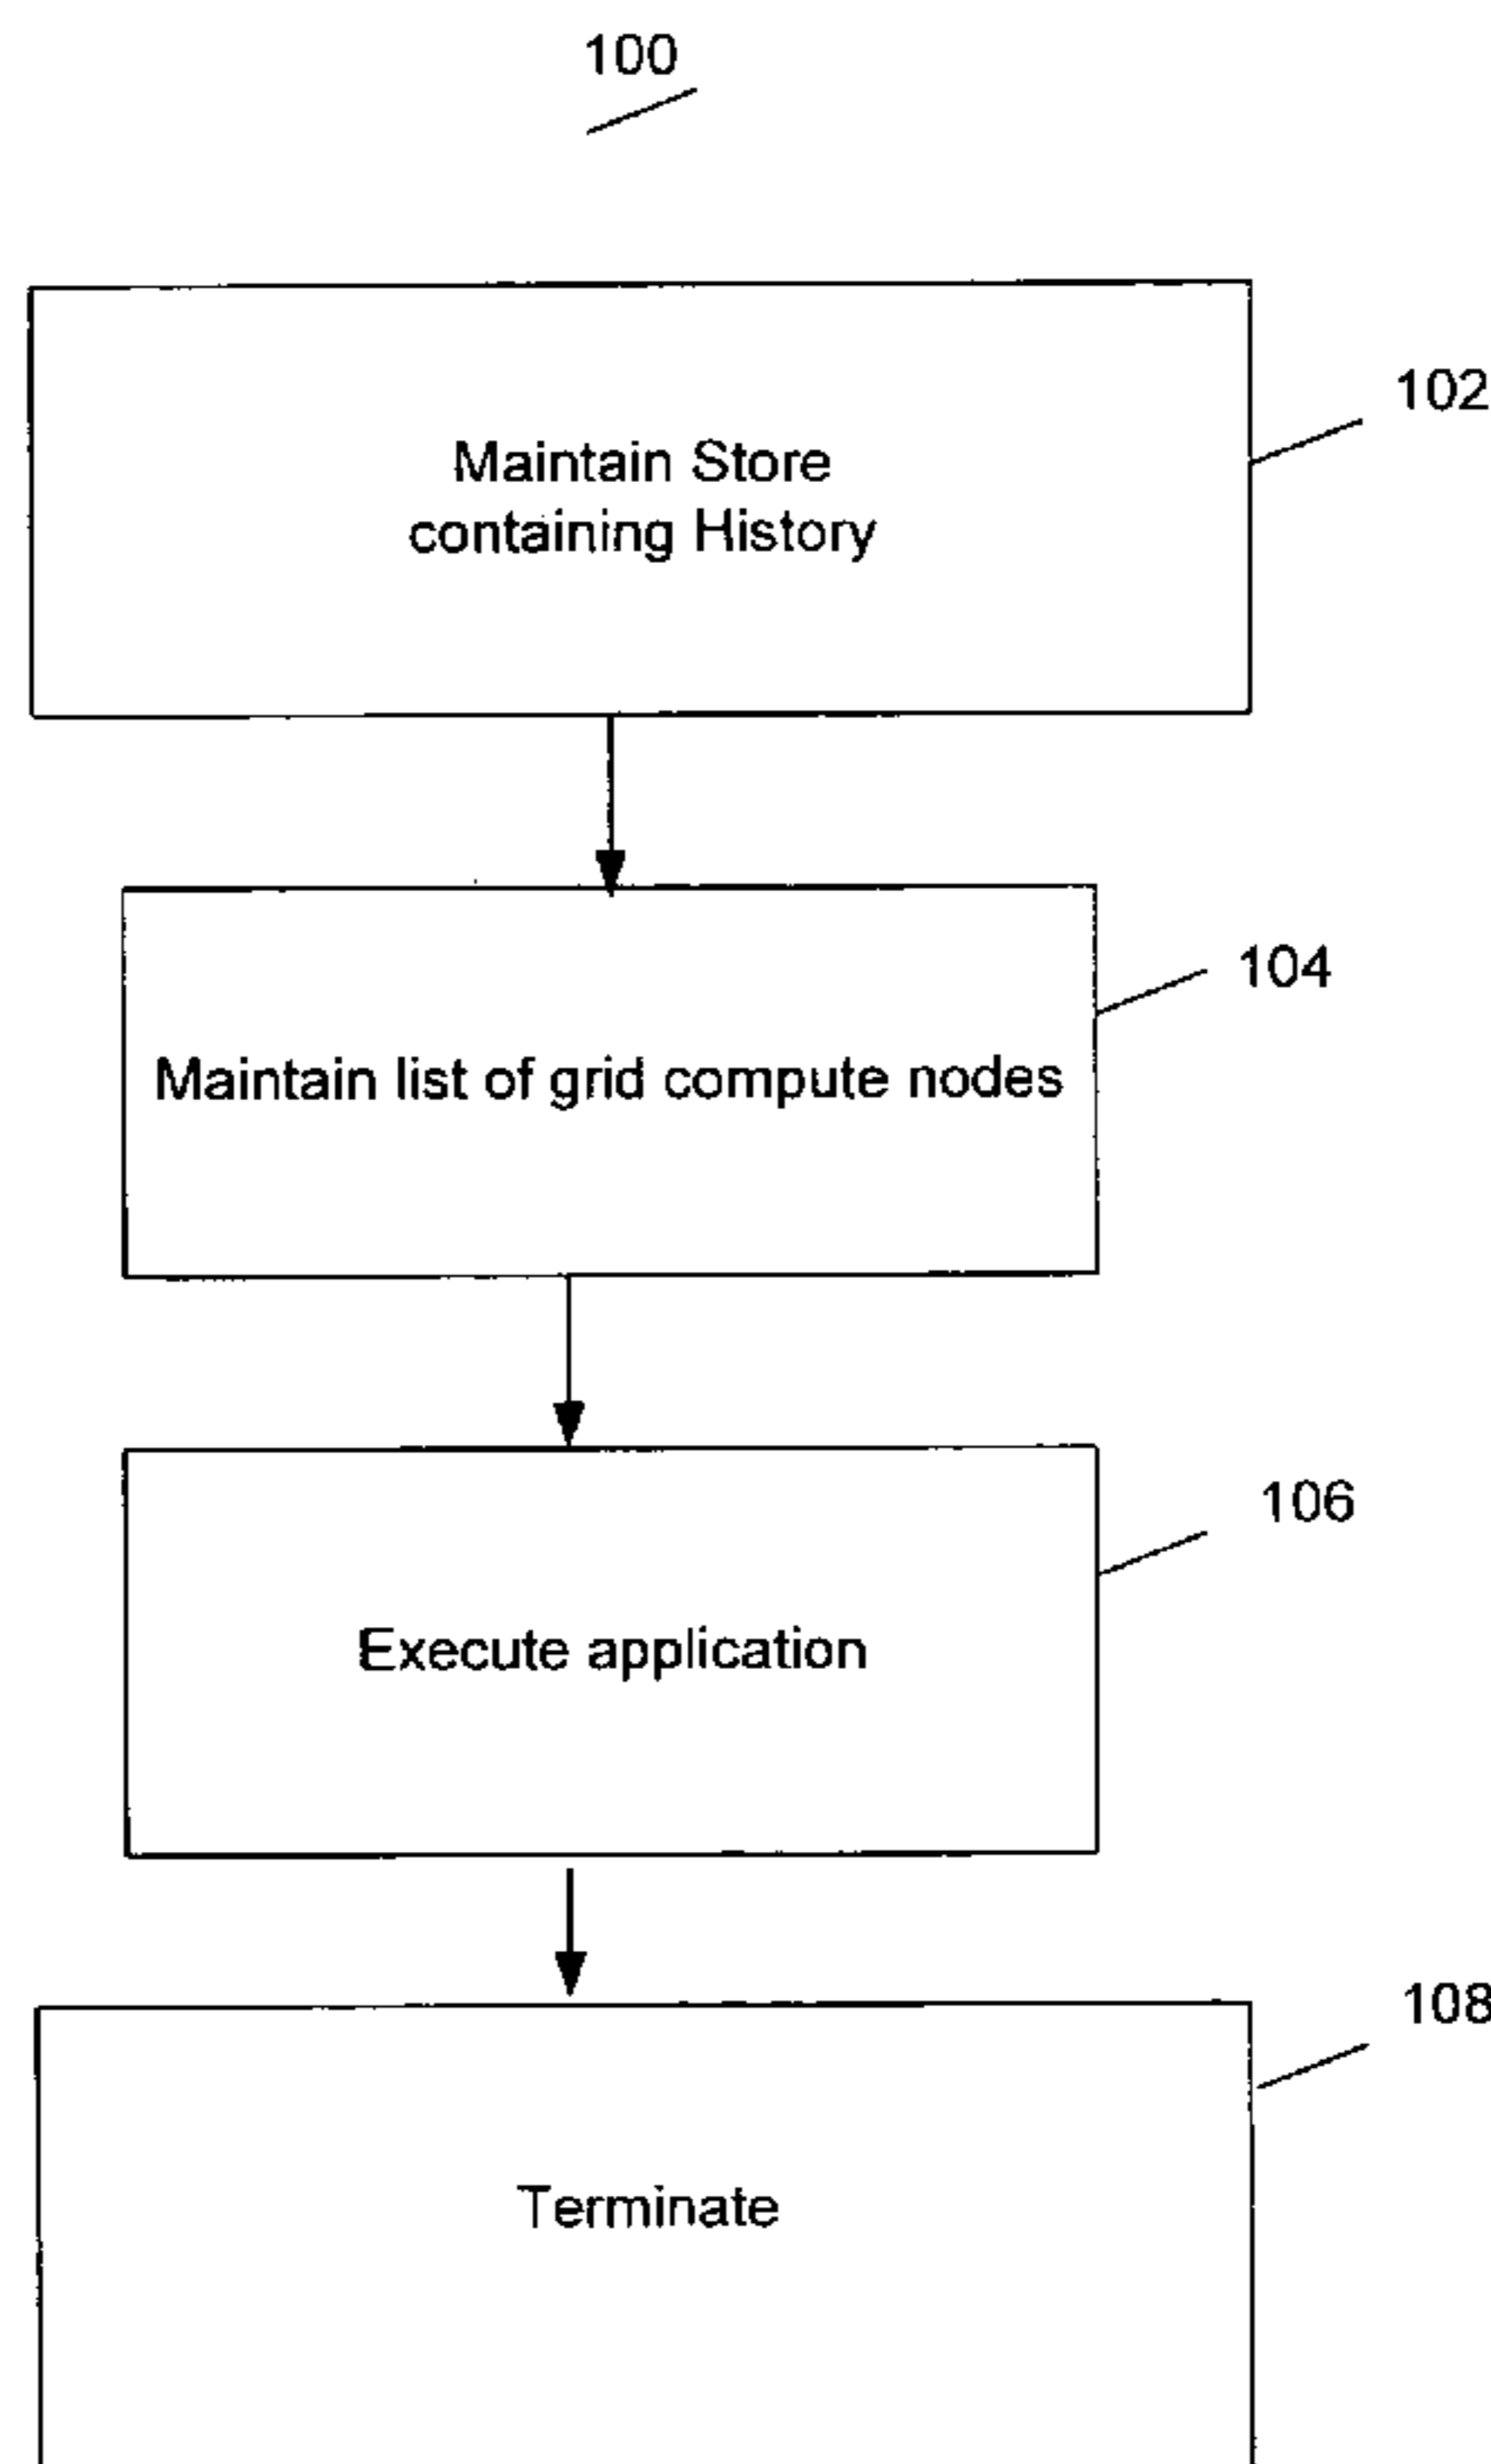 100
102
Maintain Store
containing History
104
Maintain list of grid compute nodes
106
Execute application
108
Terminate